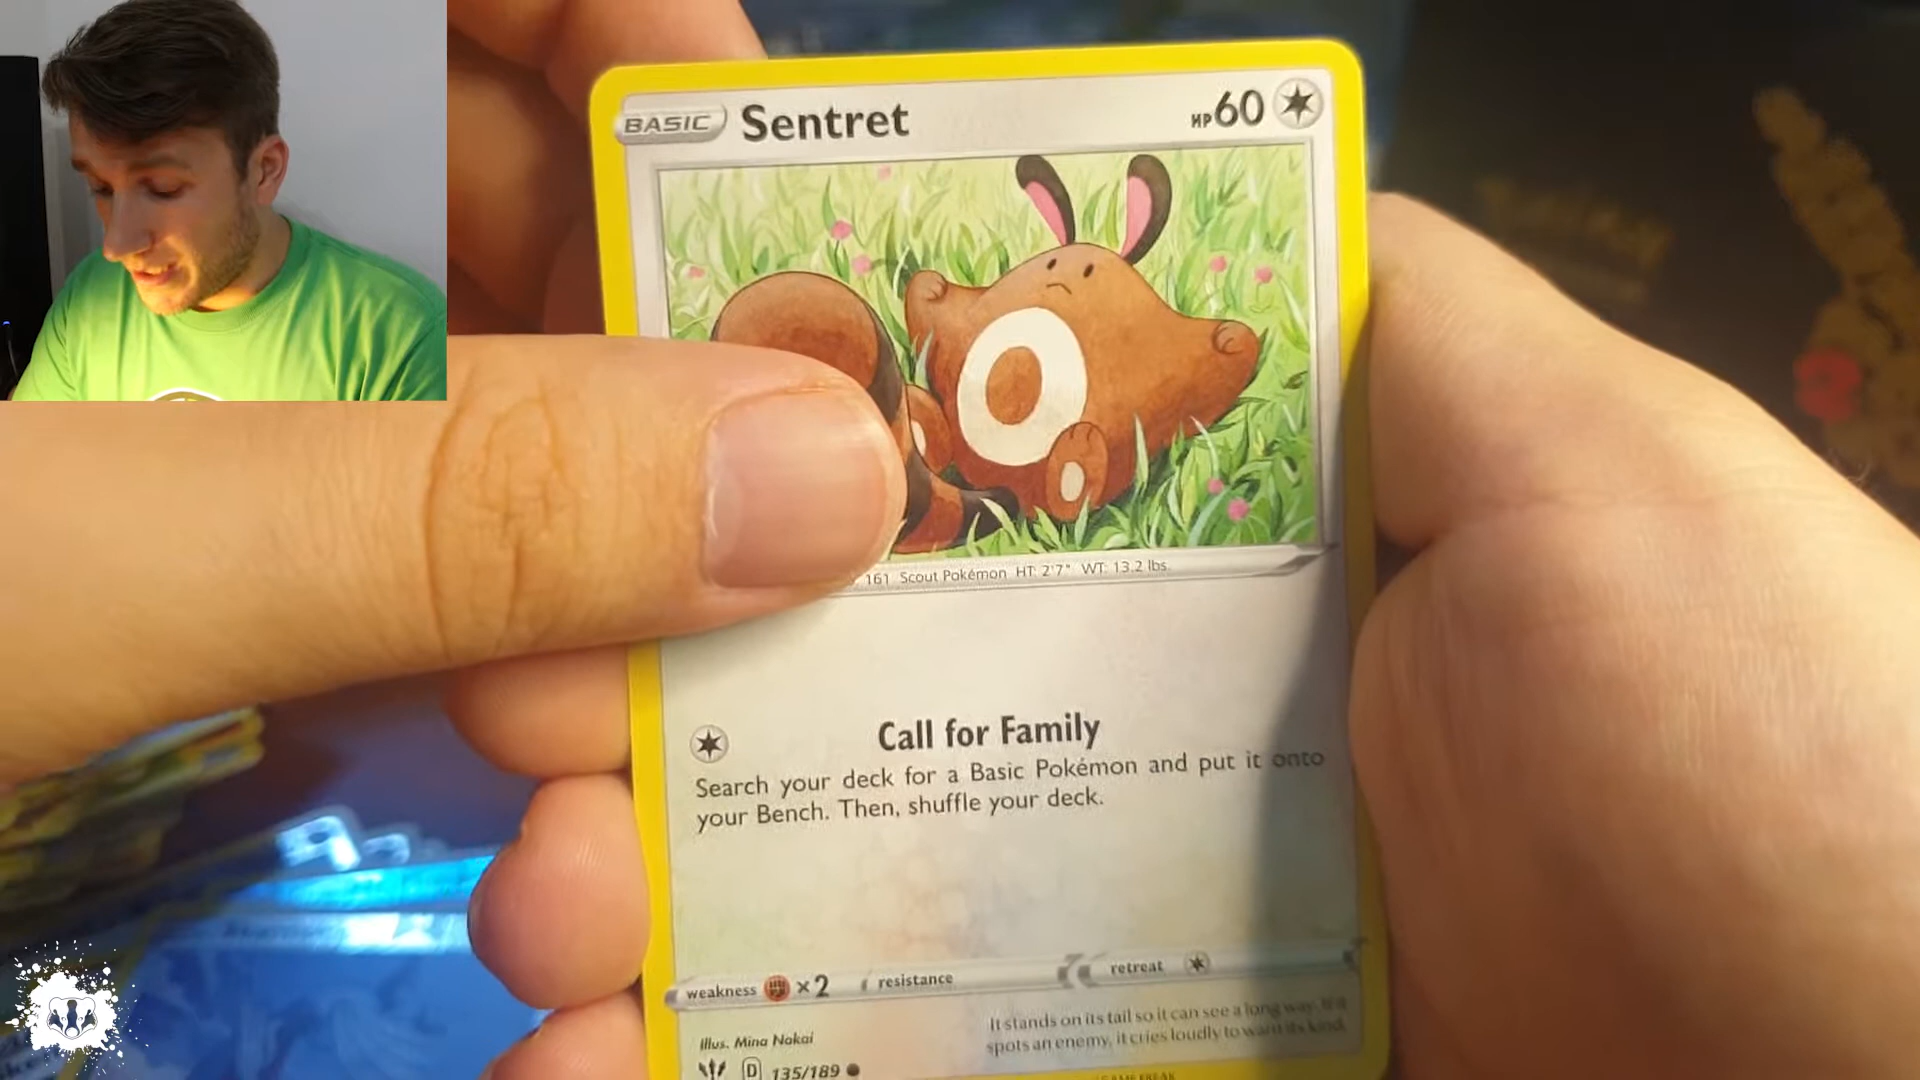 BASIC Sentret HP60
161 Scout Pokémon HT: 2'7" WT: 13.2 lbs.
Call for Family
Search your deck for a Basic Pokémon and put it onto
your Bench. Then, shuffle your deck.
weakness ×2 resistance retreat
It stands on its tail so it can see a long way. If it
spots an enemy, it cries loudly to warn its kind.
Illus. Mina Nakai
D 135/189